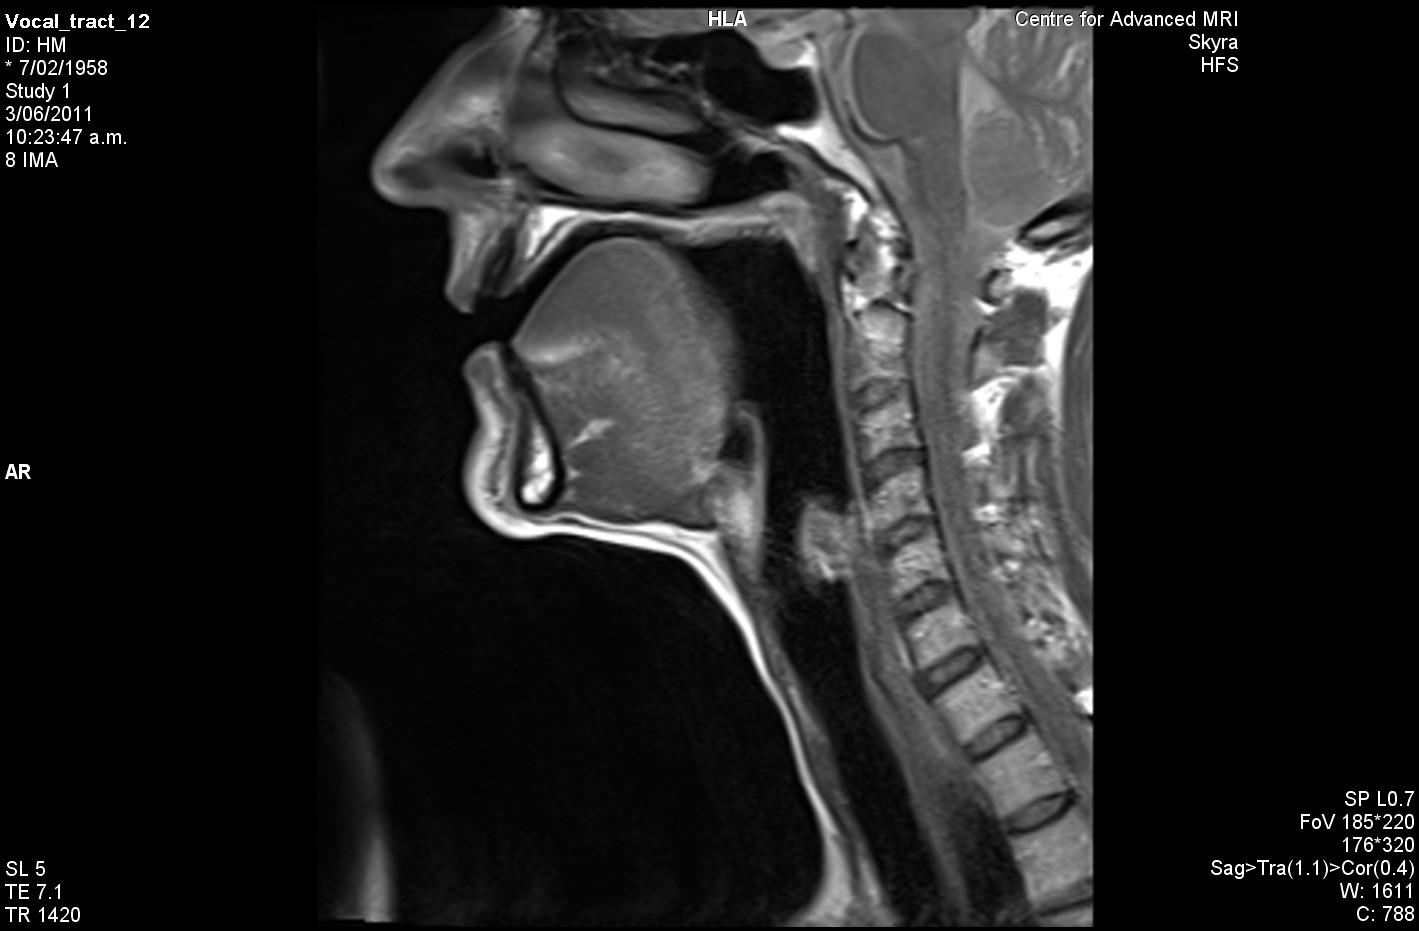 Vocal_tract_12
ID: HM
* 7/02/1958
Study 1
3/06/2011
10:23:47 a.m.
8 IMA
HLA
Centre for Advanced MRI
Skyra
HFS
AR
SL 5
TE 7.1
TR 1420
SP L0.7
FoV 185*220
176*320
Sag>Tra(1.1)>Cor(0.4)
W: 1611
C: 788